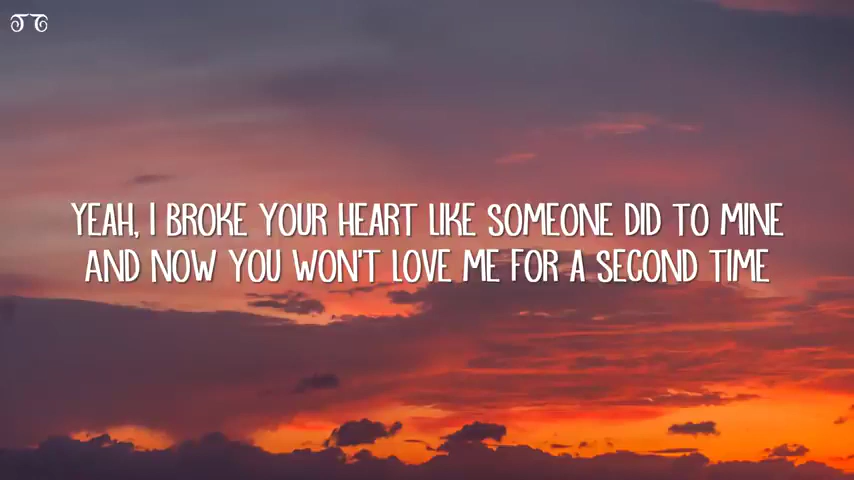 YEAH, I BROKE YOUR HEART LIKE SOMEONE DID TO MINE
AND NOW YOU WON'T LOVE ME FOR A SECOND TIME